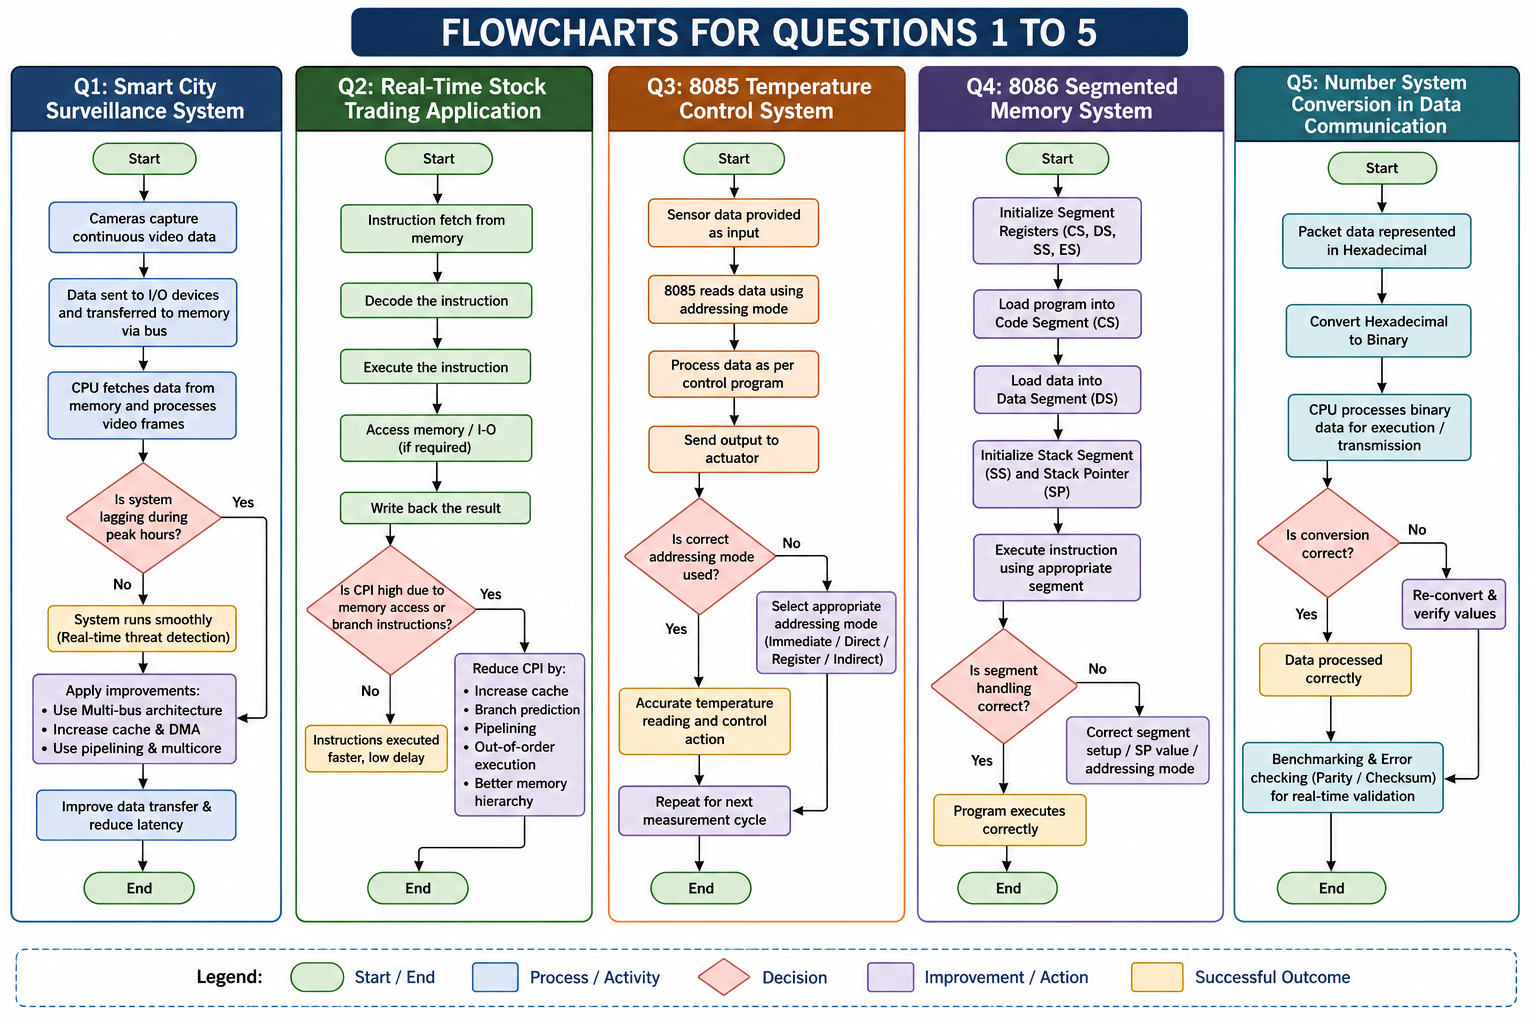 FLOWCHARTS FOR QUESTIONS 1 TO 5
Q1: Smart City
Surveillance System
Start
Cameras capture
continuous video data
Data sent to I/O devices
and transferred to memory
via bus
CPU fetches data from
memory and processes
video frames
Is system
lagging during
peak hours?
Yes
No
System runs smoothly
(Real-time threat detection)
Apply improvements:
• Use Multi-bus architecture
• Increase cache & DMA
• Use pipelining & multicore
Improve data transfer &
reduce latency
End
Q2: Real-Time Stock
Trading Application
Start
Instruction fetch from
memory
Decode the instruction
Execute the instruction
Access memory / I-O
(if required)
Write back the result
Is CPI high due to
memory access or
branch instructions?
Yes
No
Instructions executed
faster, low delay
Reduce CPI by:
• Increase cache
• Branch prediction
• Pipelining
• Out-of-order
execution
• Better memory
hierarchy
End
Q3: 8085 Temperature
Control System
Start
Sensor data provided
as input
8085 reads data using
addressing mode
Process data as per
control program
Send output to
actuator
Is correct
addressing mode
used?
No
Yes
Select appropriate
addressing mode
(Immediate / Direct /
Register / Indirect)
Accurate temperature
reading and control
action
Repeat for next
measurement cycle
End
Q4: 8086 Segmented
Memory System
Start
Initialize Segment
Registers (CS, DS,
SS, ES)
Load program into
Code Segment (CS)
Load data into
Data Segment (DS)
Initialize Stack Segment
(SS) and Stack Pointer
(SP)
Execute instruction
using appropriate
segment
Is segment
handling
correct?
No
Yes
Correct segment
setup / SP value /
addressing mode
Program executes
correctly
End
Q5: Number System
Conversion in Data
Communication
Start
Packet data represented
in Hexadecimal
Convert Hexadecimal
to Binary
CPU processes binary
data for execution /
transmission
Is conversion
correct?
No
Yes
Re-convert &
verify values
Data processed
correctly
Benchmarking & Error
checking (Parity / Checksum)
for real-time validation
End
Legend:
Start / End
Process / Activity
Decision
Improvement / Action
Successful Outcome